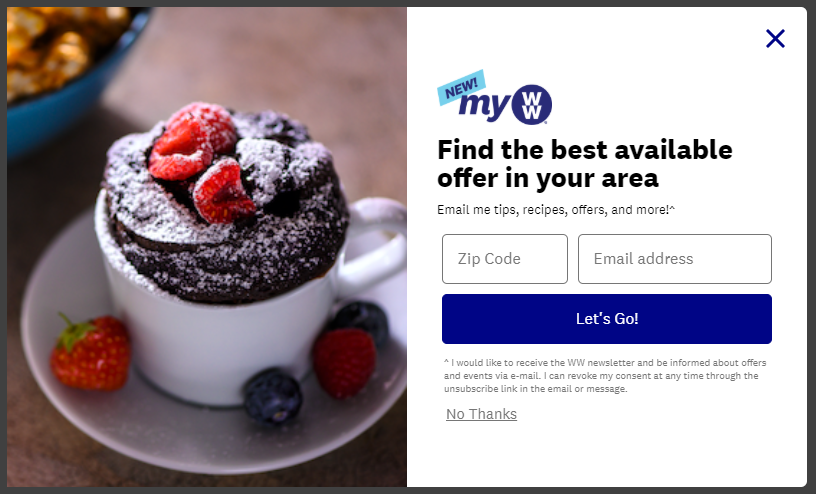 NEW!
my WW
Find the best available
offer in your area
Email me tips, recipes, offers, and more!^
Zip Code
Email address
Let's Go!
^ I would like to receive the WW newsletter and be informed about offers
and events via e-mail. I can revoke my consent at any time through the
unsubscribe link in the email or message.
No Thanks